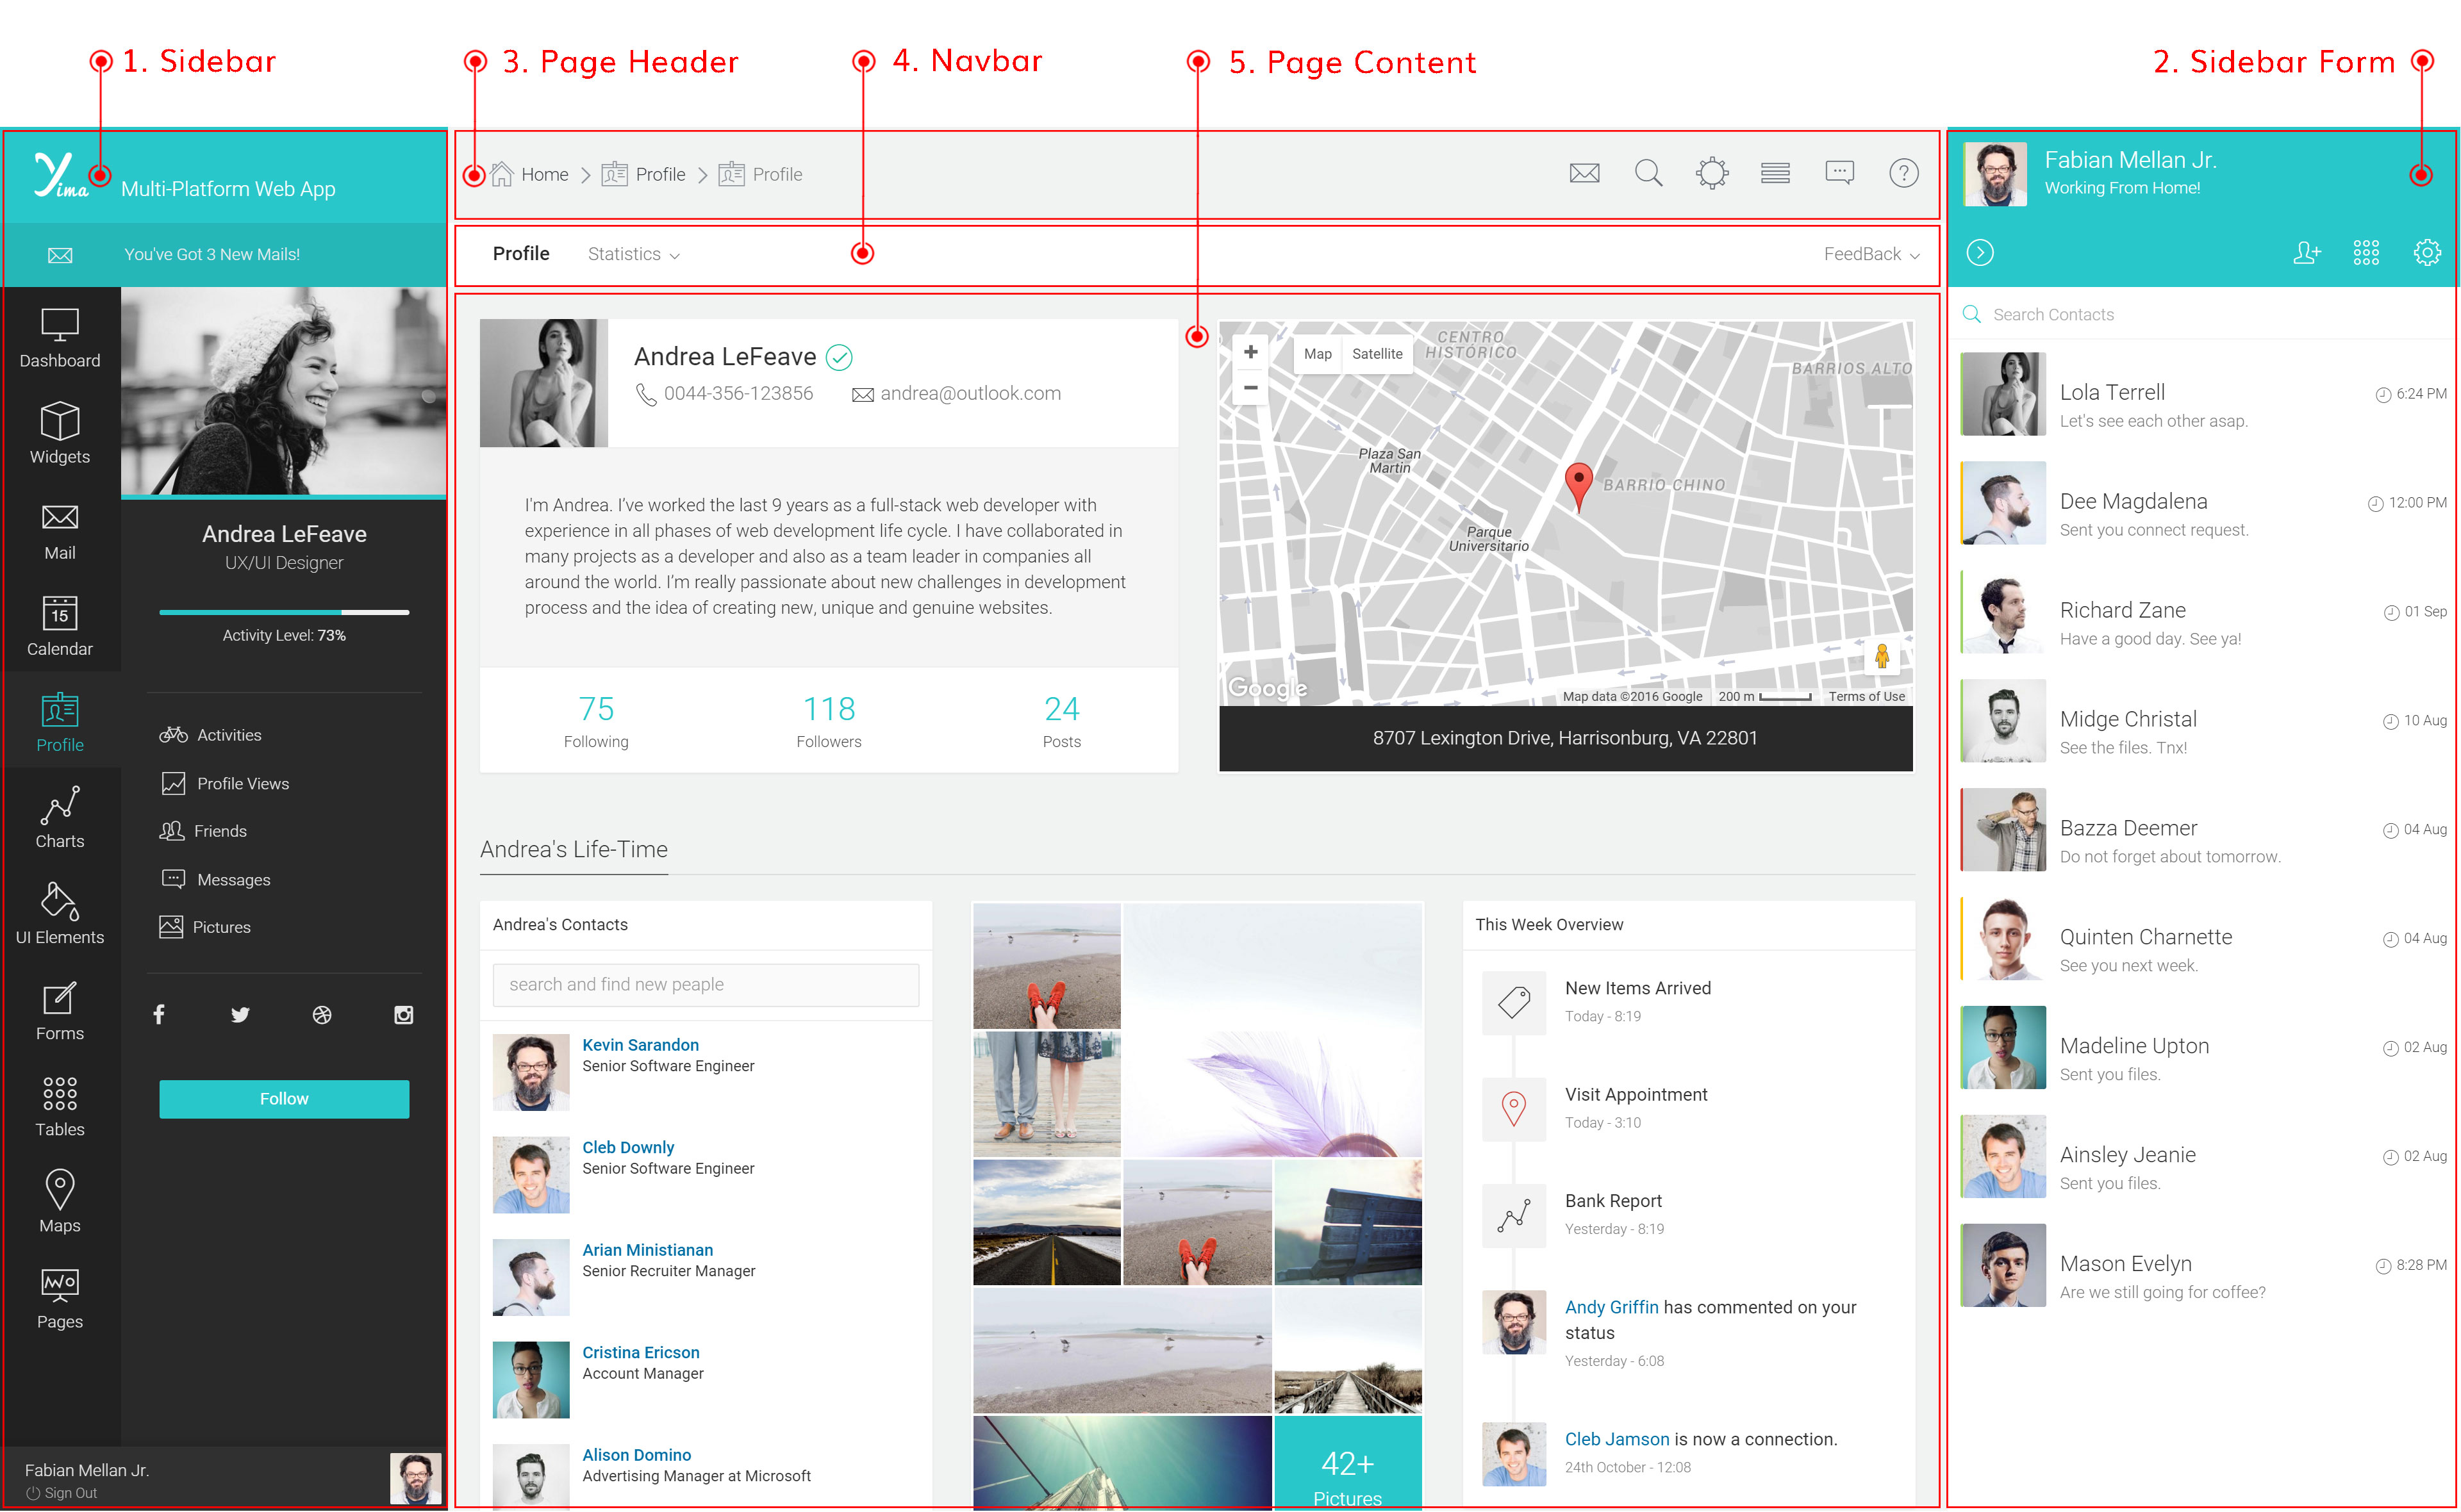 1. Sidebar
3. Page Header
4. Navbar
5. Page Content
2. Sidebar Form
Yima
Multi-Platform Web App
You've Got 3 New Mails!
Dashboard
Widgets
Mail
15
Calendar
Profile
Charts
UI Elements
Forms
Tables
Maps
Pages
Andrea LeFeave
UX/UI Designer
Activity Level: 73%
Activities
Profile Views
Friends
Messages
Pictures
Follow
Fabian Mellan Jr.
Sign Out
Home
Profile
Profile
?
Profile
Statistics
FeedBack
Andrea LeFeave
0044-356-123856
andrea@outlook.com
I'm Andrea. I've worked the last 9 years as a full-stack web developer with
experience in all phases of web development life cycle. I have collaborated in
many projects as a developer and also as a team leader in companies all
around the world. I'm really passionate about new challenges in development
process and the idea of creating new, unique and genuine websites.
75
Following
118
Followers
24
Posts
+
−
Map
Satellite
CENTRO
HISTÓRICO
BARRIOS ALTO
Plaza San
Martin
BARRIO CHINO
Parque
Universitario
Google
Map data ©2016 Google
200 m
Terms of Use
8707 Lexington Drive, Harrisonburg, VA 22801
Andrea's Life-Time
Andrea's Contacts
search and find new peaple
Kevin Sarandon
Senior Software Engineer
Cleb Downly
Senior Software Engineer
Arian Ministianan
Senior Recruiter Manager
Cristina Ericson
Account Manager
Alison Domino
Advertising Manager at Microsoft
42+
Pictures
This Week Overview
New Items Arrived
Today - 8:19
Visit Appointment
Today - 3:10
Bank Report
Yesterday - 8:19
Andy Griffin has commented on your
status
Yesterday - 6:08
Cleb Jamson is now a connection.
24th October - 12:08
Fabian Mellan Jr.
Working From Home!
Search Contacts
Lola Terrell
6:24 PM
Let's see each other asap.
Dee Magdalena
12:00 PM
Sent you connect request.
Richard Zane
01 Sep
Have a good day. See ya!
Midge Christal
10 Aug
See the files. Tnx!
Bazza Deemer
04 Aug
Do not forget about tomorrow.
Quinten Charnette
04 Aug
See you next week.
Madeline Upton
02 Aug
Sent you files.
Ainsley Jeanie
02 Aug
Sent you files.
Mason Evelyn
8:28 PM
Are we still going for coffee?